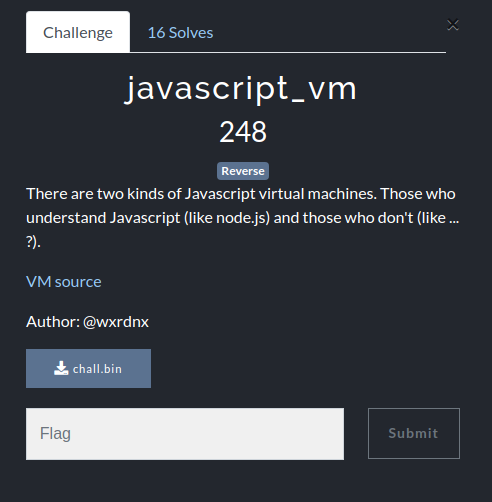 Challenge 16 Solves ×
javascript_vm
248
Reverse
There are two kinds of Javascript virtual machines. Those who
understand Javascript (like node.js) and those who don't (like ...
?).
VM source
Author: @wxrdnx
chall.bin
Flag Submit